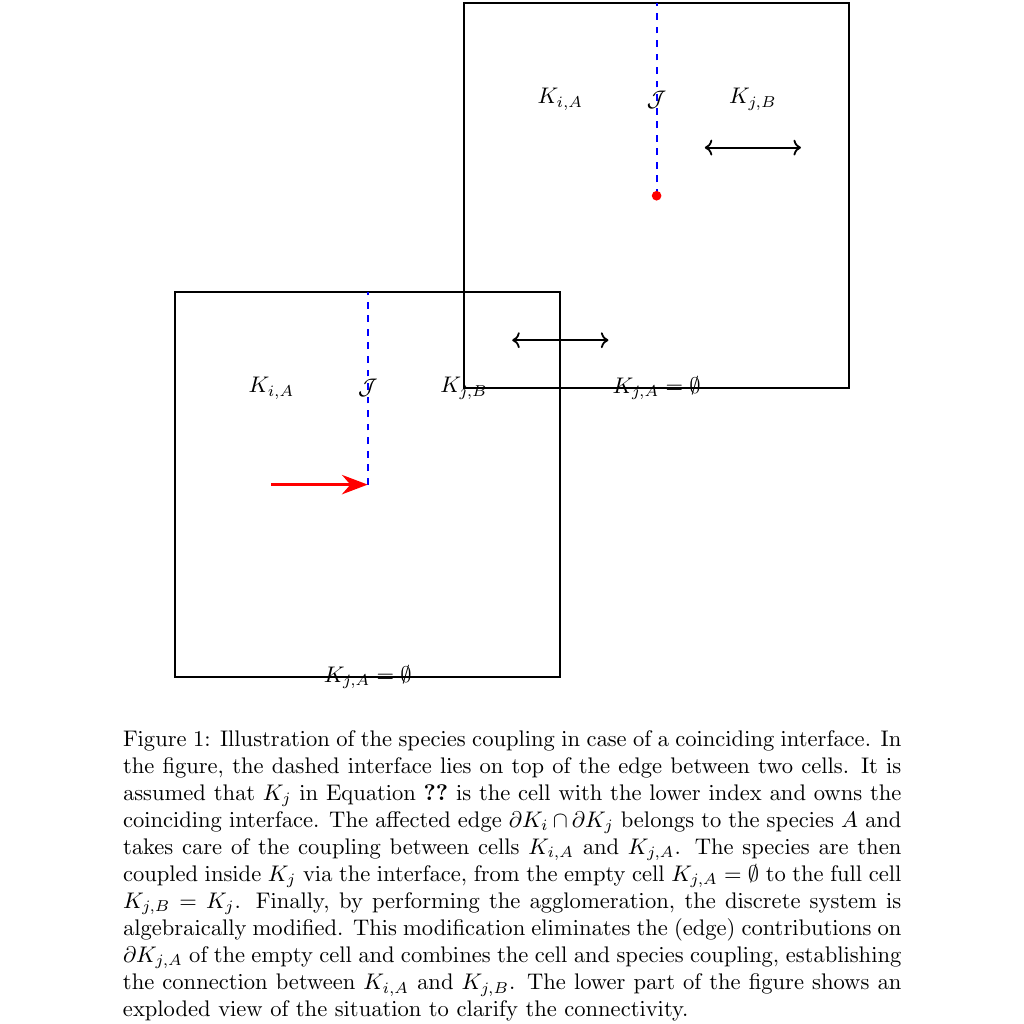 $K_{i,A}$ $\mathcal{J}$ $K_{j,B}$
$K_{i,A}$ $\mathcal{J}$ $K_{j,B}$ $K_{j,A} = \emptyset$
$K_{j,A} = \emptyset$
Figure 1: Illustration of the species coupling in case of a coinciding interface. In
the figure, the dashed interface lies on top of the edge between two cells. It is
assumed that $K_j$ in Equation ?? is the cell with the lower index and owns the
coinciding interface. The affected edge $\partial K_i \cap \partial K_j$ belongs to the species $A$ and
takes care of the coupling between cells $K_{i,A}$ and $K_{j,A}$. The species are then
coupled inside $K_j$ via the interface, from the empty cell $K_{j,A} = \emptyset$ to the full cell
$K_{j,B} = K_j$. Finally, by performing the agglomeration, the discrete system is
algebraically modified. This modification eliminates the (edge) contributions on
$\partial K_{j,A}$ of the empty cell and combines the cell and species coupling, establishing
the connection between $K_{i,A}$ and $K_{j,B}$. The lower part of the figure shows an
exploded view of the situation to clarify the connectivity.